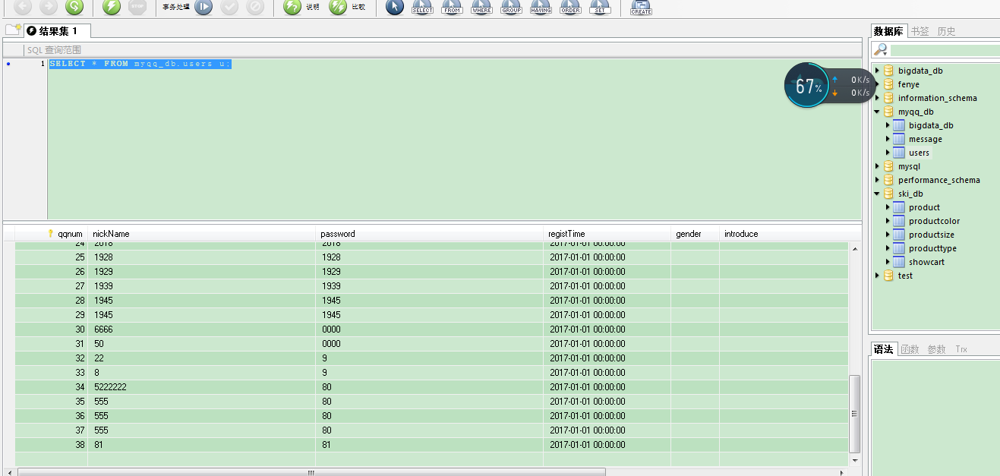 STOP
事务处理
说明
比较
SELECT
FROM
WHERE
GROUP
HAVING
ORDER
SET
CREATE
结果集 1
SQL 查询范围
1 SELECT * FROM myqq_db.users u;
67%
0K/s
0K/s
qqnum nickName password registTime gender introduce
24 2018 2018 2017-01-01 00:00:00
25 1928 1928 2017-01-01 00:00:00
26 1929 1929 2017-01-01 00:00:00
27 1939 1939 2017-01-01 00:00:00
28 1945 1945 2017-01-01 00:00:00
29 1945 1945 2017-01-01 00:00:00
30 6666 0000 2017-01-01 00:00:00
31 50 0000 2017-01-01 00:00:00
32 22 9 2017-01-01 00:00:00
33 8 9 2017-01-01 00:00:00
34 5222222 80 2017-01-01 00:00:00
35 555 80 2017-01-01 00:00:00
36 555 80 2017-01-01 00:00:00
37 555 80 2017-01-01 00:00:00
38 81 81 2017-01-01 00:00:00
数据库 书签 历史
bigdata_db
fenye
information_schema
myqq_db
bigdata_db
message
users
mysql
performance_schema
ski_db
product
productcolor
productsize
producttype
showcart
test
语法 函数 参数 Trx